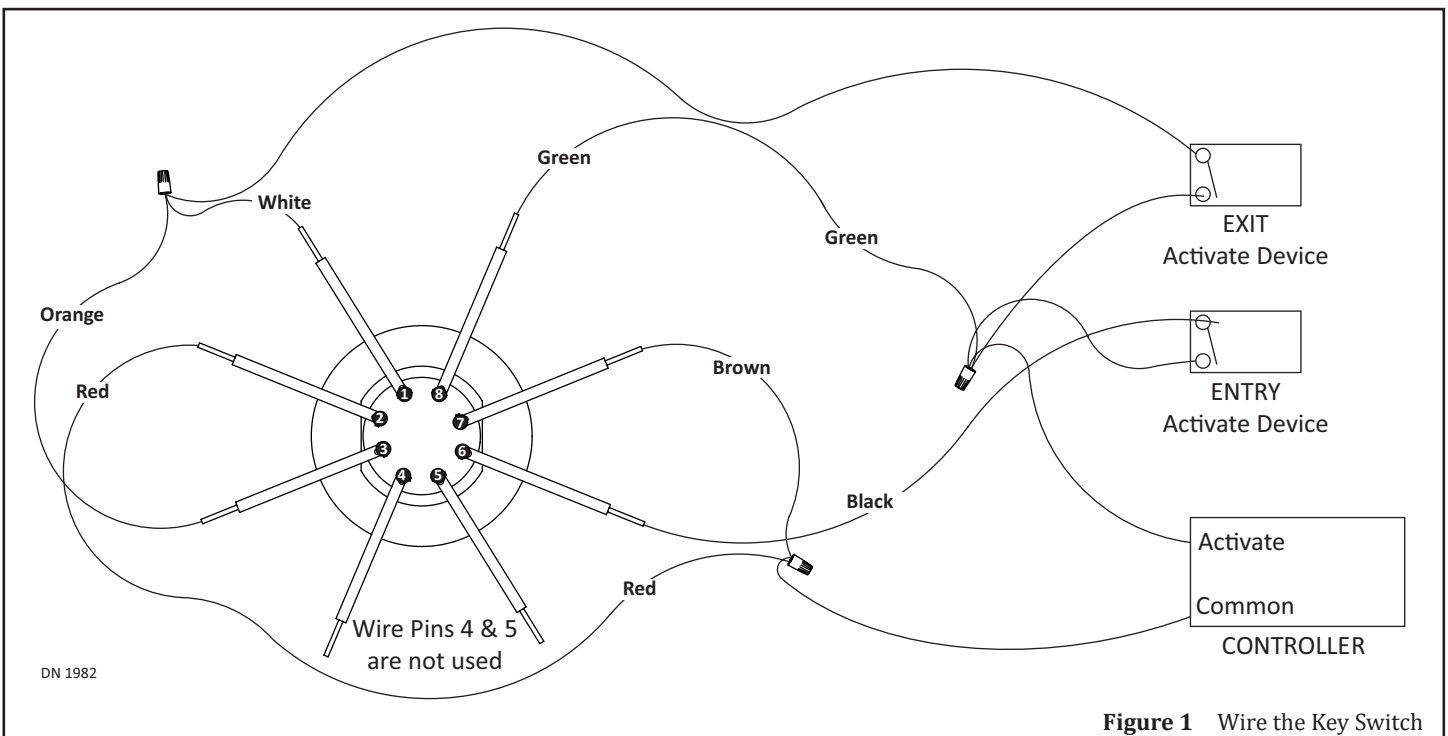 Green
White
Green
EXIT
Activate Device
Orange
Red
Brown
1
8
2
7
3
6
4
5
ENTRY
Activate Device
Black
Activate
Red
Common
Wire Pins 4 & 5
are not used
CONTROLLER
DN 1982
Figure 1 Wire the Key Switch